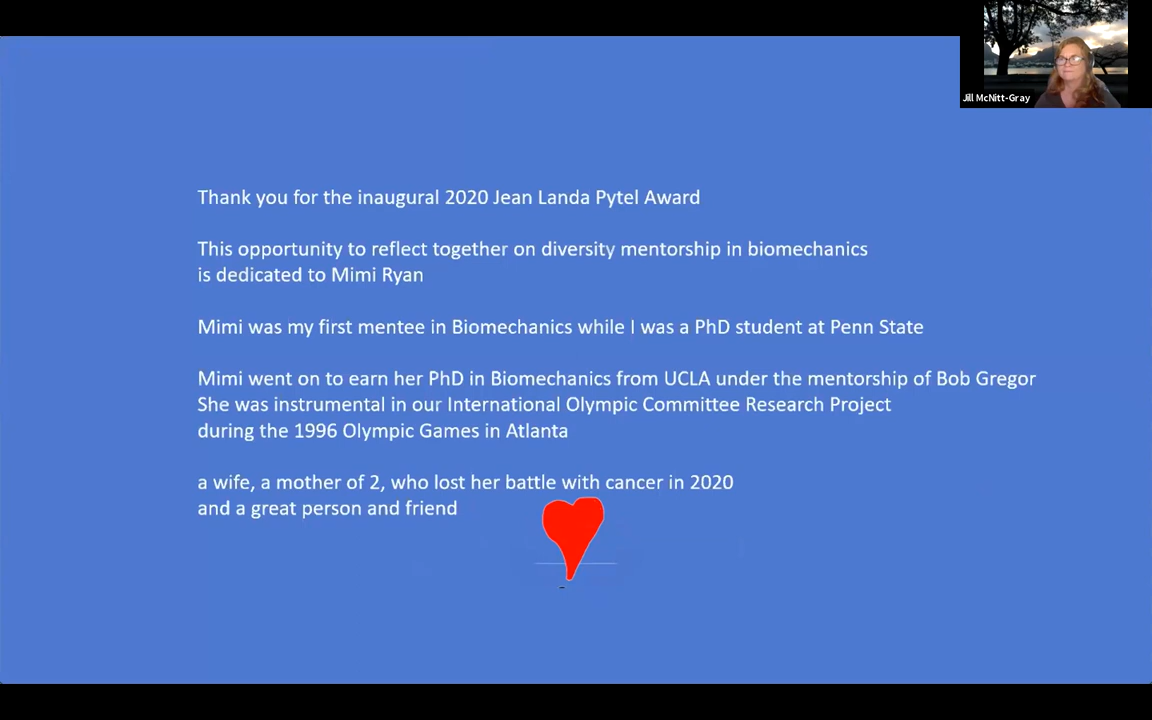 Jill McNitt-Gray
Thank you for the inaugural 2020 Jean Landa Pytel Award
This opportunity to reflect together on diversity mentorship in biomechanics
is dedicated to Mimi Ryan
Mimi was my first mentee in Biomechanics while I was a PhD student at Penn State
Mimi went on to earn her PhD in Biomechanics from UCLA under the mentorship of Bob Gregor
She was instrumental in our International Olympic Committee Research Project
during the 1996 Olympic Games in Atlanta
a wife, a mother of 2, who lost her battle with cancer in 2020
and a great person and friend